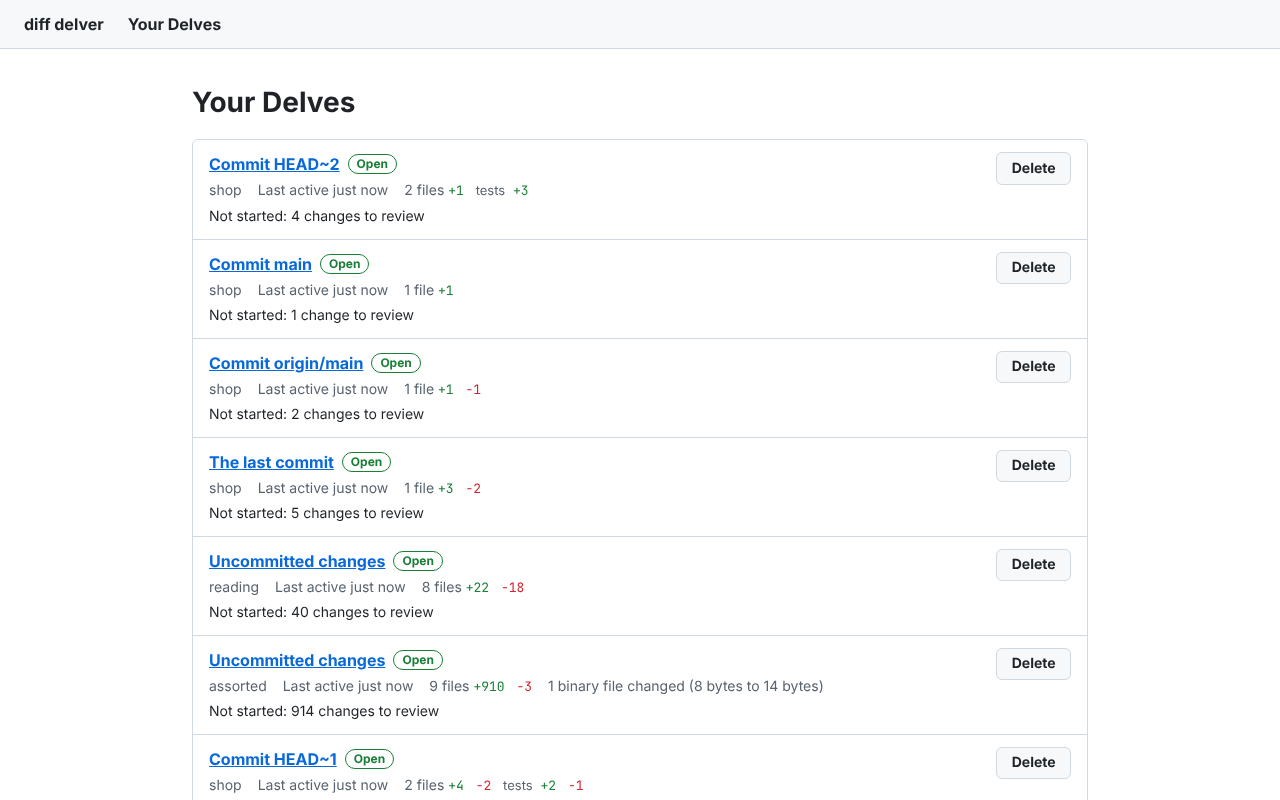 diff delver Your Delves
Your Delves
Commit HEAD~2 Open Delete
shop Last active just now 2 files +1 tests +3
Not started: 4 changes to review
Commit main Open Delete
shop Last active just now 1 file +1
Not started: 1 change to review
Commit origin/main Open Delete
shop Last active just now 1 file +1 -1
Not started: 2 changes to review
The last commit Open Delete
shop Last active just now 1 file +3 -2
Not started: 5 changes to review
Uncommitted changes Open Delete
reading Last active just now 8 files +22 -18
Not started: 40 changes to review
Uncommitted changes Open Delete
assorted Last active just now 9 files +910 -3 1 binary file changed (8 bytes to 14 bytes)
Not started: 914 changes to review
Commit HEAD~1 Open Delete
shop Last active just now 2 files +4 -2 tests +2 -1